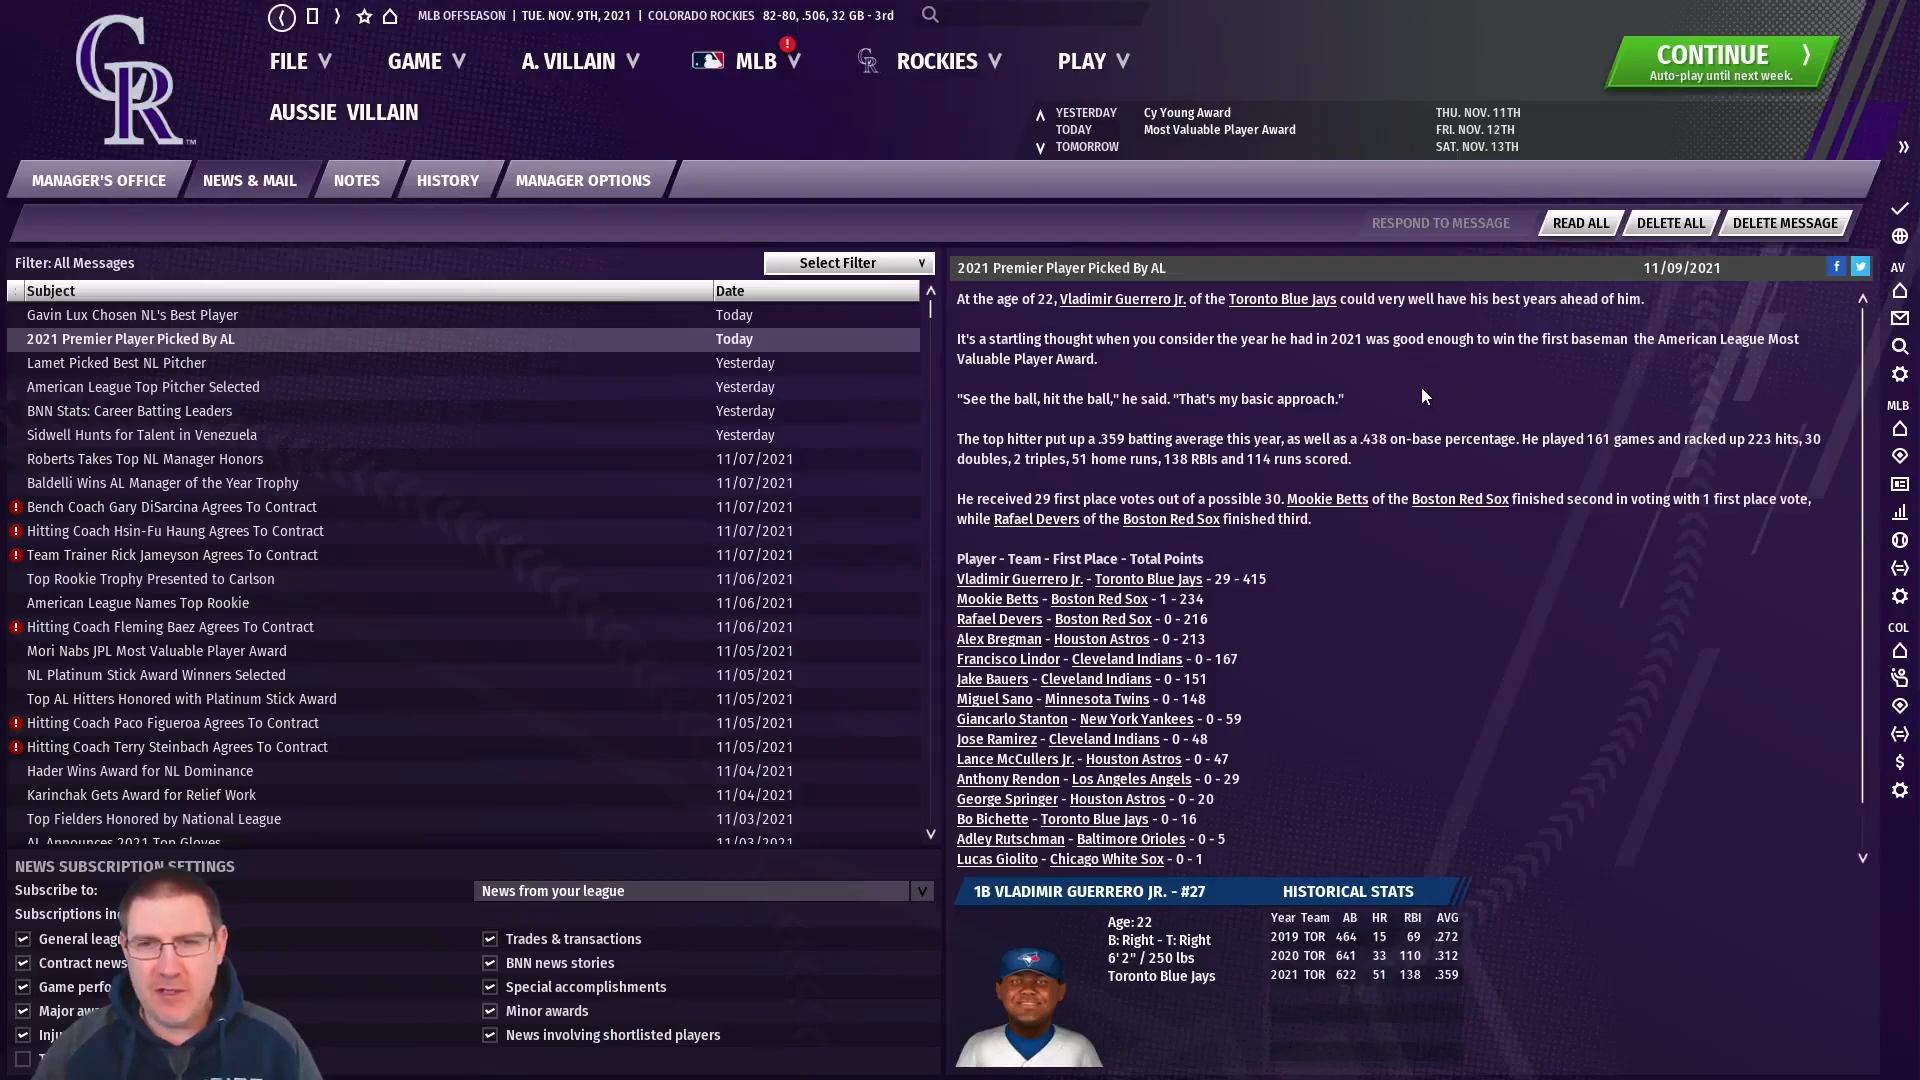 MLB OFFSEASON | TUE. NOV. 9TH, 2021 | COLORADO ROCKIES 82-80, .506, 32 GB - 3rd
FILE GAME A. VILLAIN MLB ! ROCKIES PLAY
CONTINUE
Auto-play until next week.
CR
AUSSIE VILLAIN
YESTERDAY Cy Young Award THU. NOV. 11TH
TODAY Most Valuable Player Award FRI. NOV. 12TH
TOMORROW SAT. NOV. 13TH
MANAGER'S OFFICE NEWS & MAIL NOTES HISTORY MANAGER OPTIONS
RESPOND TO MESSAGE READ ALL DELETE ALL DELETE MESSAGE
Filter: All Messages Select Filter
Subject Date
Gavin Lux Chosen NL's Best Player Today
2021 Premier Player Picked By AL Today
Lamet Picked Best NL Pitcher Yesterday
American League Top Pitcher Selected Yesterday
BNN Stats: Career Batting Leaders Yesterday
Sidwell Hunts for Talent in Venezuela Yesterday
Roberts Takes Top NL Manager Honors 11/07/2021
Baldelli Wins AL Manager of the Year Trophy 11/07/2021
! Bench Coach Gary DiSarcina Agrees To Contract 11/07/2021
! Hitting Coach Hsin-Fu Haung Agrees To Contract 11/07/2021
! Team Trainer Rick Jameyson Agrees To Contract 11/07/2021
Top Rookie Trophy Presented to Carlson 11/06/2021
American League Names Top Rookie 11/06/2021
! Hitting Coach Fleming Baez Agrees To Contract 11/06/2021
Mori Nabs JPL Most Valuable Player Award 11/05/2021
NL Platinum Stick Award Winners Selected 11/05/2021
Top AL Hitters Honored with Platinum Stick Award 11/05/2021
! Hitting Coach Paco Figueroa Agrees To Contract 11/05/2021
! Hitting Coach Terry Steinbach Agrees To Contract 11/05/2021
Hader Wins Award for NL Dominance 11/04/2021
Karinchak Gets Award for Relief Work 11/04/2021
Top Fielders Honored by National League 11/03/2021
AL Announces 2021 Top Gloves 11/03/2021
NEWS SUBSCRIPTION SETTINGS
Subscribe to: News from your league
Subscriptions in
General leag Trades & transactions
Contract news BNN news stories
Game perfo Special accomplishments
Major aw Minor awards
Inju News involving shortlisted players
2021 Premier Player Picked By AL 11/09/2021
At the age of 22, Vladimir Guerrero Jr. of the Toronto Blue Jays could very well have his best years ahead of him.
It's a startling thought when you consider the year he had in 2021 was good enough to win the first baseman the American League Most
Valuable Player Award.
"See the ball, hit the ball," he said. "That's my basic approach."
The top hitter put up a .359 batting average this year, as well as a .438 on-base percentage. He played 161 games and racked up 223 hits, 30
doubles, 2 triples, 51 home runs, 138 RBIs and 114 runs scored.
He received 29 first place votes out of a possible 30. Mookie Betts of the Boston Red Sox finished second in voting with 1 first place vote,
while Rafael Devers of the Boston Red Sox finished third.
Player - Team - First Place - Total Points
Vladimir Guerrero Jr. - Toronto Blue Jays - 29 - 415
Mookie Betts - Boston Red Sox - 1 - 234
Rafael Devers - Boston Red Sox - 0 - 216
Alex Bregman - Houston Astros - 0 - 213
Francisco Lindor - Cleveland Indians - 0 - 167
Jake Bauers - Cleveland Indians - 0 - 151
Miguel Sano - Minnesota Twins - 0 - 148
Giancarlo Stanton - New York Yankees - 0 - 59
Jose Ramirez - Cleveland Indians - 0 - 48
Lance McCullers Jr. - Houston Astros - 0 - 47
Anthony Rendon - Los Angeles Angels - 0 - 29
George Springer - Houston Astros - 0 - 20
Bo Bichette - Toronto Blue Jays - 0 - 16
Adley Rutschman - Baltimore Orioles - 0 - 5
Lucas Giolito - Chicago White Sox - 0 - 1
1B VLADIMIR GUERRERO JR. - #27 HISTORICAL STATS
Age: 22
B: Right - T: Right
6' 2" / 250 lbs
Toronto Blue Jays
Year Team AB HR RBI AVG
2019 TOR 464 15 69 .272
2020 TOR 641 33 110 .312
2021 TOR 622 51 138 .359
AV
MLB
COL